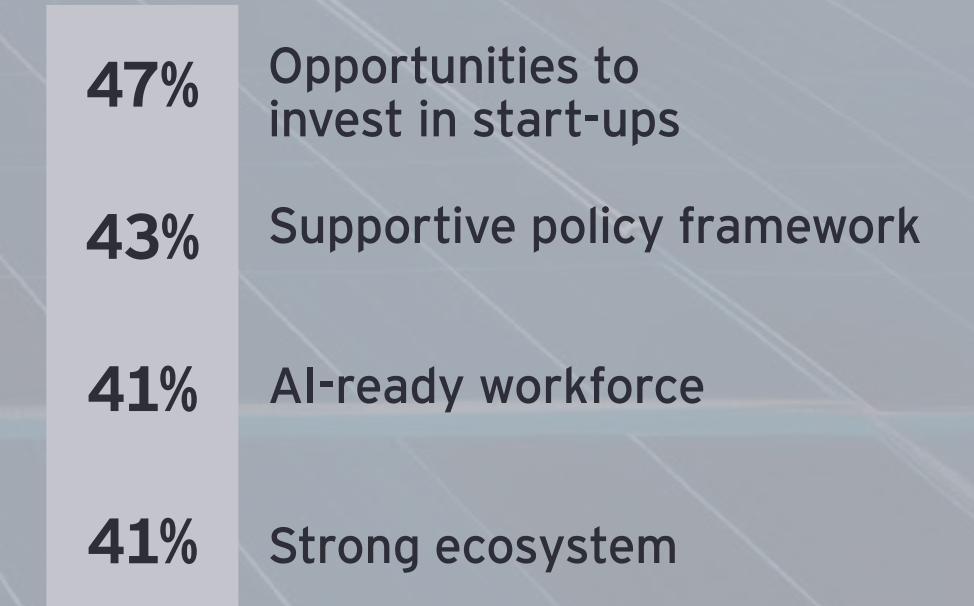 47% Opportunities to
invest in start-ups
43% Supportive policy framework
41% AI-ready workforce
41% Strong ecosystem